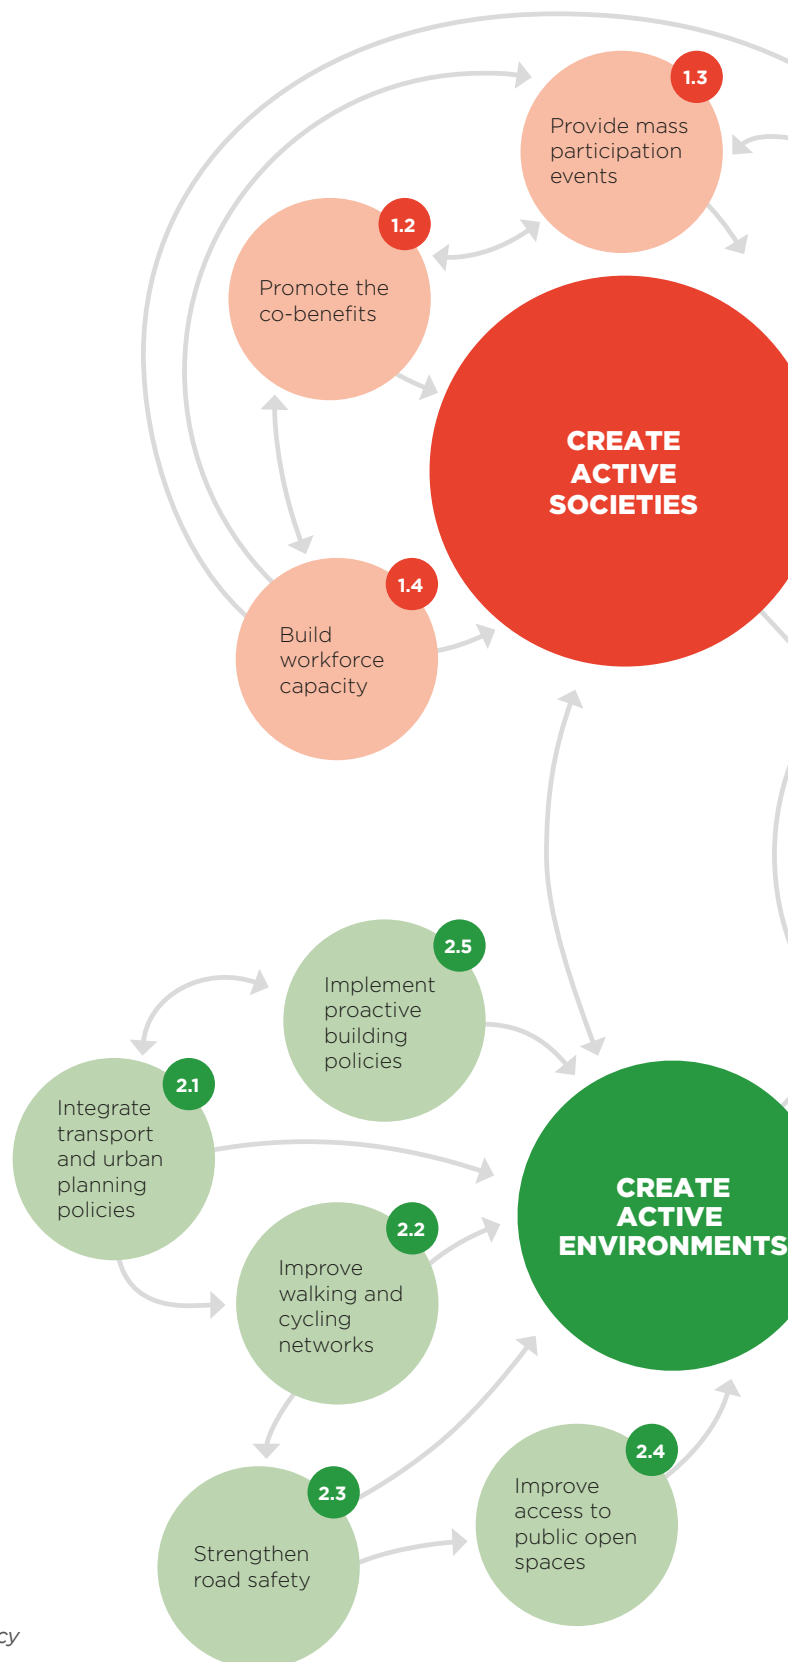 1.3
Provide mass
participation
events
1.2
Promote the
co-benefits
CREATE
ACTIVE
SOCIETIES
1.4
Build
workforce
capacity
2.5
Implement
proactive
building
policies
2.1
Integrate
transport
and urban
planning
policies
CREATE
ACTIVE
ENVIRONMENTS
2.2
Improve
walking and
cycling
networks
2.4
Improve
access to
public open
spaces
2.3
Strengthen
road safety
cy